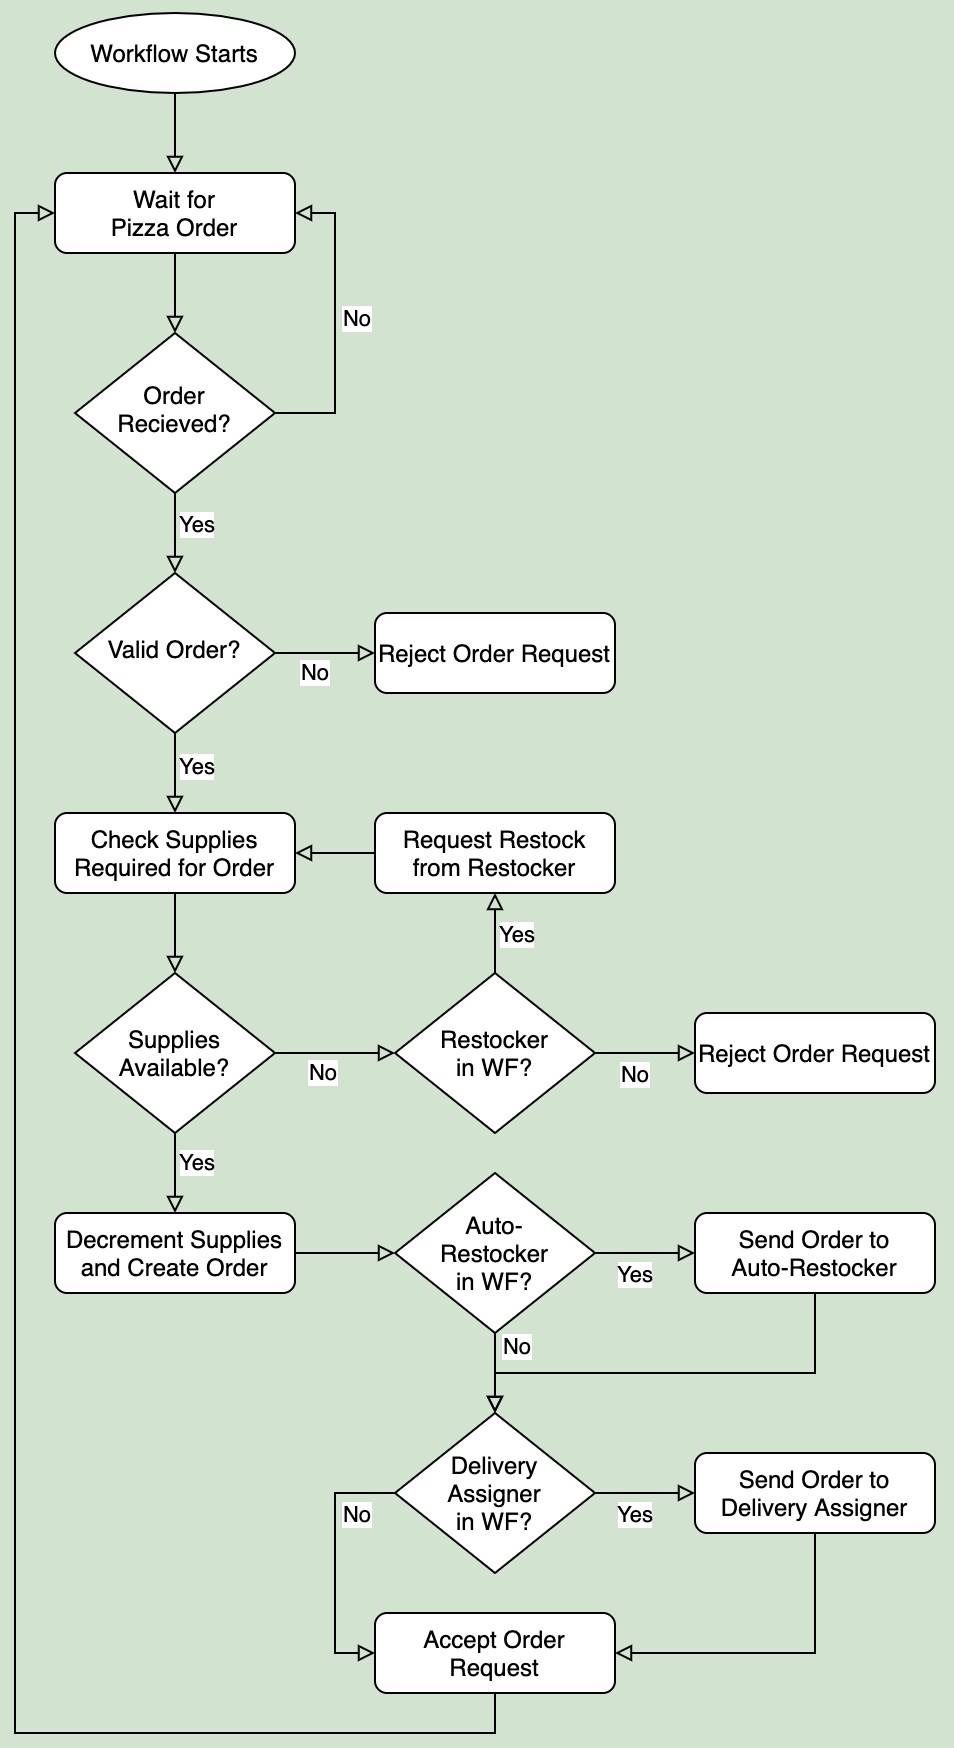 Workflow Starts
Wait for
Pizza Order
No
Order
Recieved?
Yes
Valid Order?
No
Reject Order Request
Yes
Check Supplies
Required for Order
Request Restock
from Restocker
Yes
Supplies
Available?
No
Restocker
in WF?
No
Reject Order Request
Yes
Decrement Supplies
and Create Order
Auto-
Restocker
in WF?
Yes
Send Order to
Auto-Restocker
No
Delivery
Assigner
in WF?
No
Yes
Send Order to
Delivery Assigner
Accept Order
Request